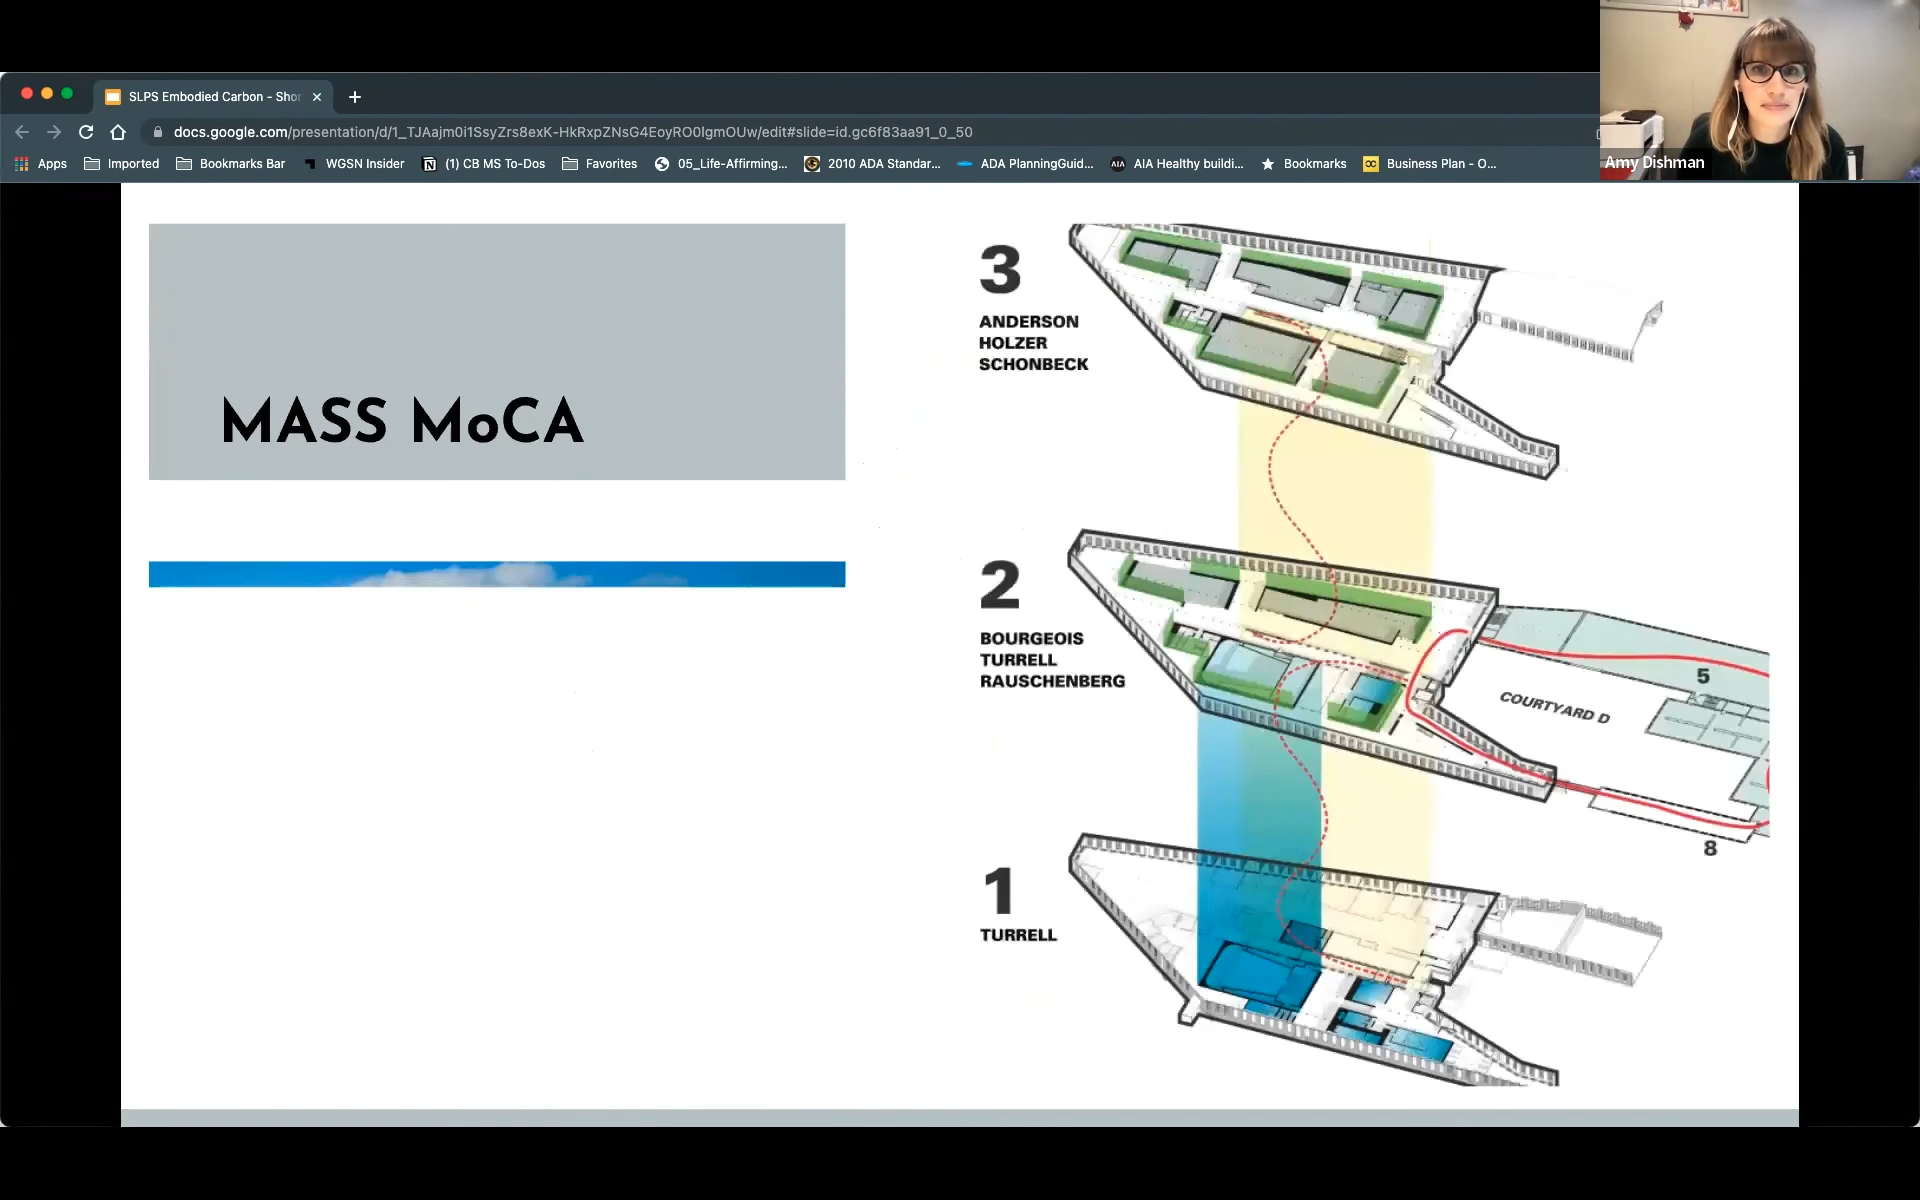 SLPS Embodied Carbon - Shor
docs.google.com/presentation/d/1_TJAajm0i1SsyZrs8exK-HkRxpZNsG4EoyRO0IgmOUw/edit#slide=id.gc6f83aa91_0_50
Apps Imported Bookmarks Bar WGSN Insider (1) CB MS To-Dos Favorites 05_Life-Affirming... 2010 ADA Standar... ADA PlanningGuid... AIA Healthy buildi... Bookmarks Business Plan - O...
Amy Dishman
MASS MoCA
3
ANDERSON
HOLZER
SCHONBECK
2
BOURGEOIS
TURRELL
RAUSCHENBERG
5
COURTYARD D
8
1
TURRELL